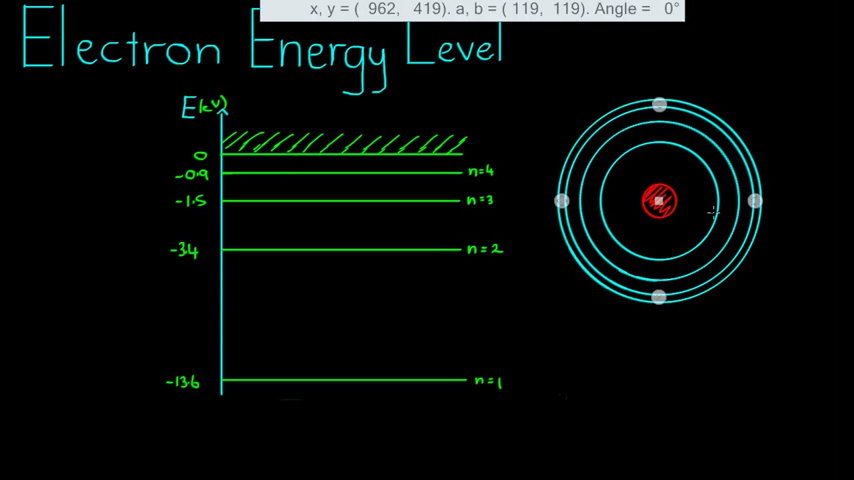 x, y = ( 962, 419). a, b = ( 119, 119). Angle = 0°
Electron Energy Level
E(eV)
0
-0.9 n=4
-1.5 n=3
-3.4 n=2
-13.6 n=1